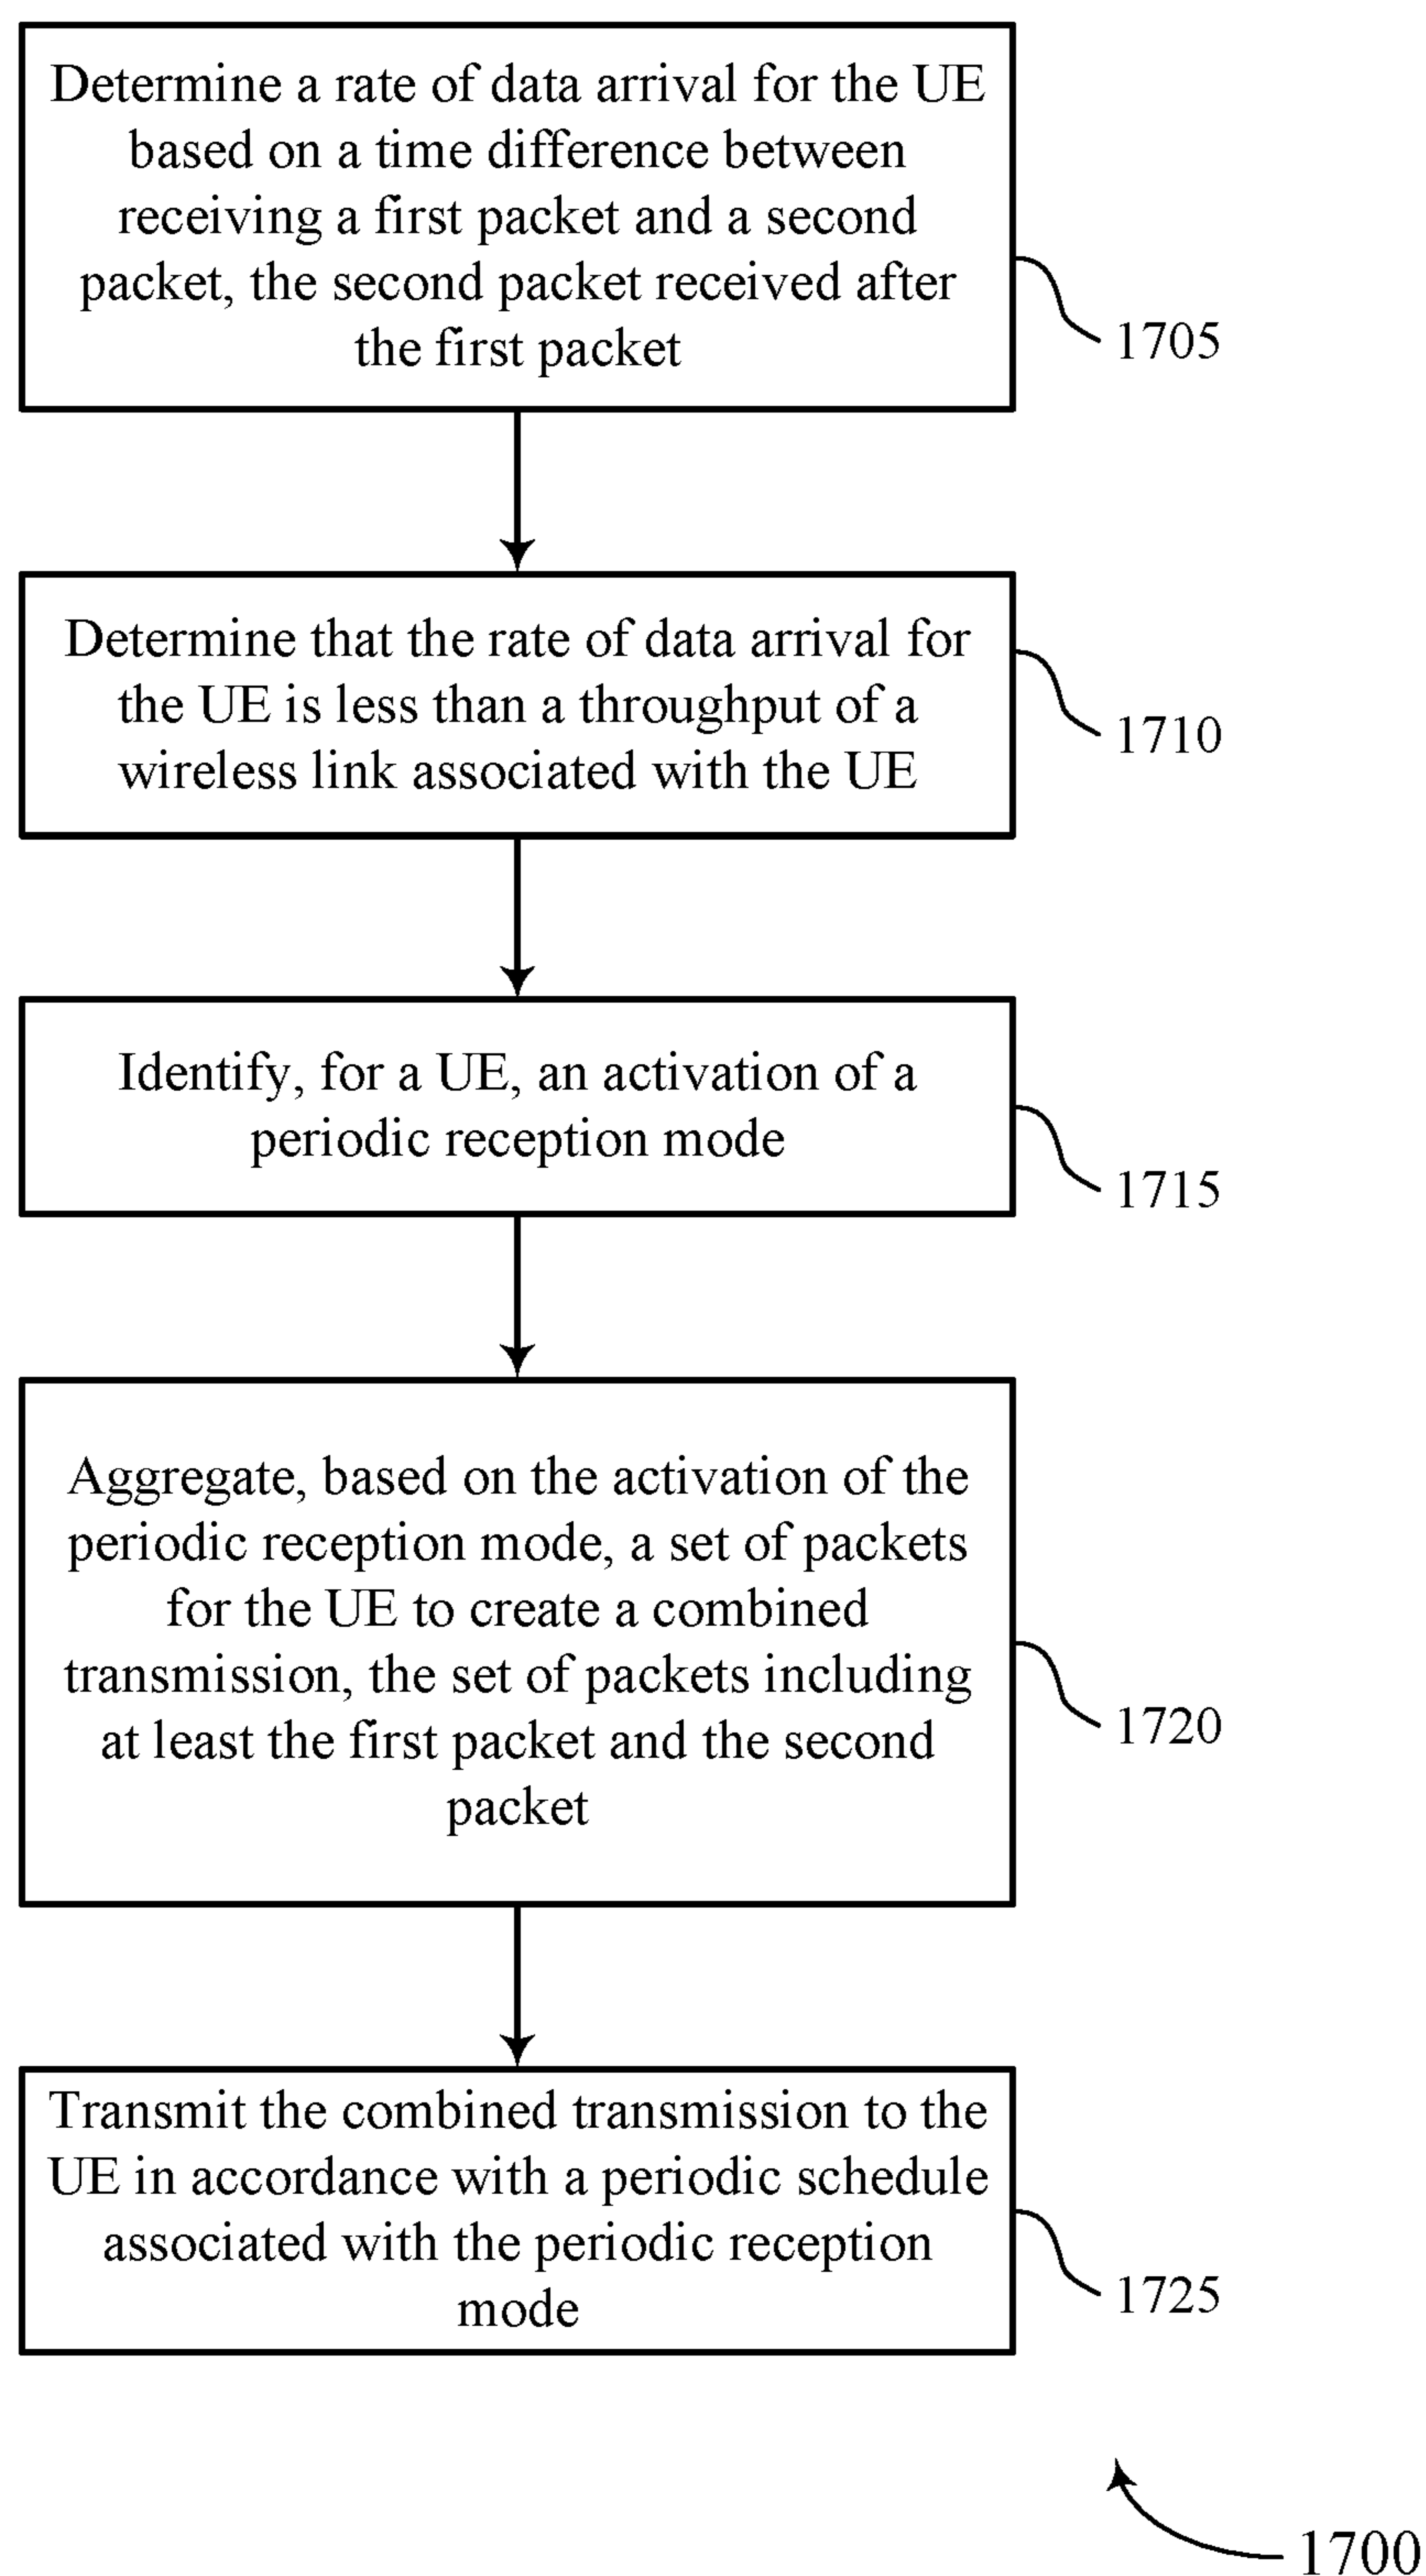 Determine a rate of data arrival for the UE
based on a time difference between
receiving a first packet and a second
packet, the second packet received after
the first packet
1705
Determine that the rate of data arrival for
the UE is less than a throughput of a
wireless link associated with the UE
1710
Identify, for a UE, an activation of a
periodic reception mode
1715
Aggregate, based on the activation of the
periodic reception mode, a set of packets
for the UE to create a combined
transmission, the set of packets including
at least the first packet and the second
packet
1720
Transmit the combined transmission to the
UE in accordance with a periodic schedule
associated with the periodic reception
mode
1725
1700